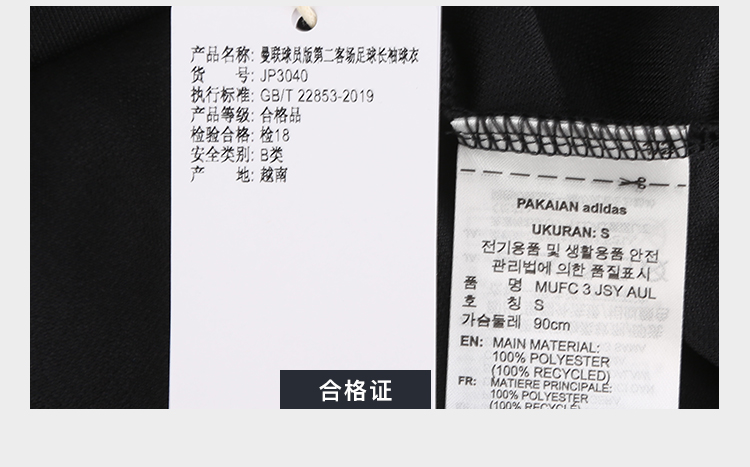 产品名称: 曼联球员版第二客场足球长袖球衣
货 号: JP3040
执行标准: GB/T 22853-2019
产品等级: 合格品
检验合格: 检18
安全类别: B类
产 地: 越南
合格证
PAKAIAN adidas
UKURAN: S
전기용품 및 생활용품 안전
관리법에 의한 품질표시
품 명 MUFC 3 JSY AUL
호 칭 S
가슴둘레 90cm
EN: MAIN MATERIAL:
100% POLYESTER
(100% RECYCLED)
FR: MATIERE PRINCIPALE:
100% POLYESTER
(100% RECYCLÉ)